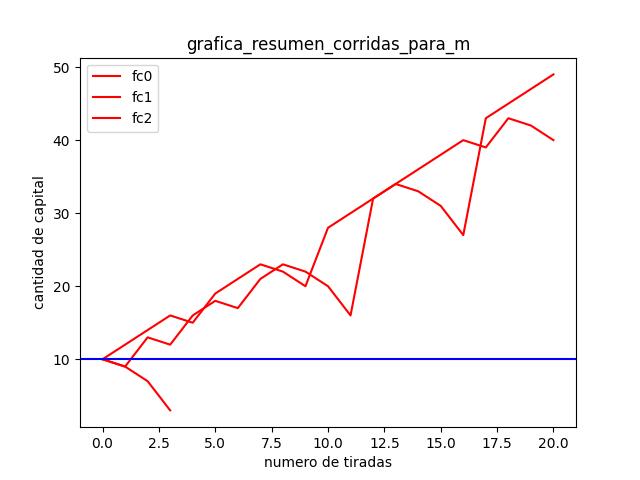 grafica_resumen_corridas_para_m
fc0
fc1
fc2
50
40
30
20
10
cantidad de capital
0.0 2.5 5.0 7.5 10.0 12.5 15.0 17.5 20.0
numero de tiradas